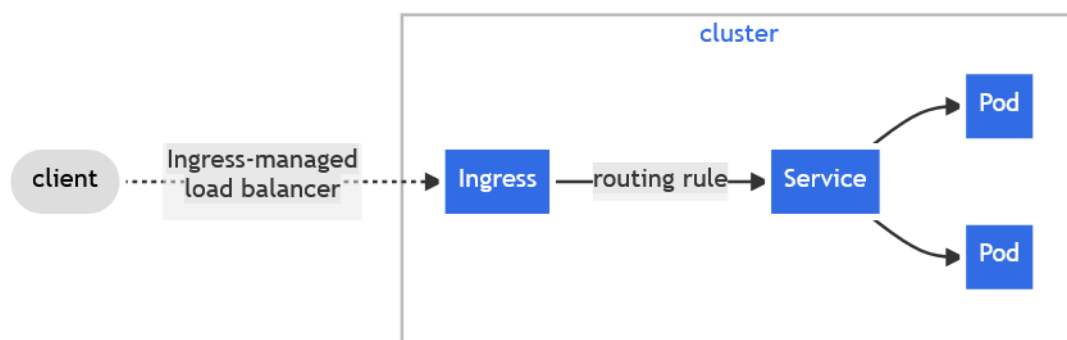 cluster
client
Ingress-managed
load balancer
Ingress
routing rule
Service
Pod
Pod